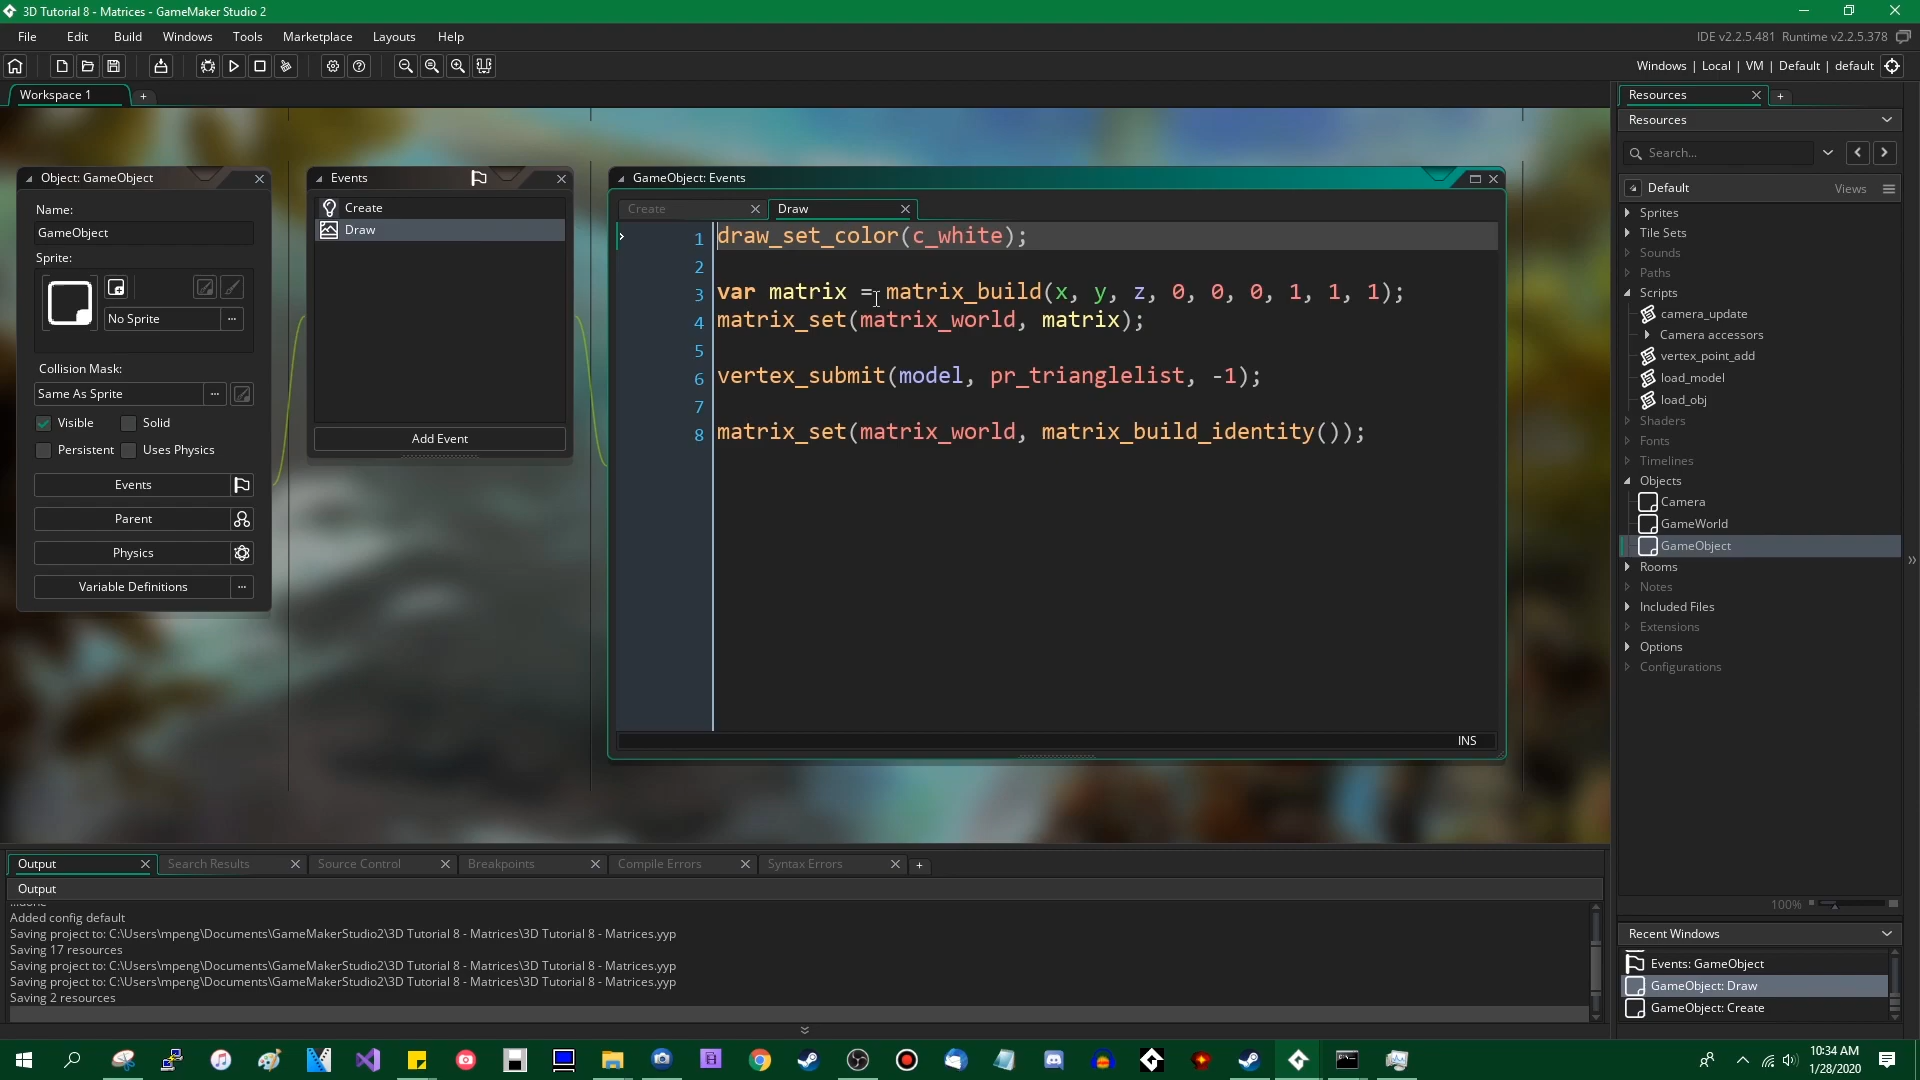 3D Tutorial 8 - Matrices - GameMaker Studio 2
File Edit Build Windows Tools Marketplace Layouts Help
IDE v2.2.5.481 Runtime v2.2.5.378
Windows | Local | VM | Default | default
Workspace 1
Resources
Resources
Search...
Default Views
Sprites
Tile Sets
Sounds
Paths
Scripts
camera_update
Camera accessors
vertex_point_add
load_model
load_obj
Shaders
Fonts
Timelines
Objects
Camera
GameWorld
GameObject
Rooms
Notes
Included Files
Extensions
Options
Configurations
100%
Recent Windows
Events: GameObject
GameObject: Draw
GameObject: Create
Object: GameObject
Name:
GameObject
Sprite:
No Sprite
Collision Mask:
Same As Sprite
Visible Solid
Persistent Uses Physics
Events
Parent
Physics
Variable Definitions
Events
Create
Draw
Add Event
GameObject: Events
Create Draw
1 draw_set_color(c_white);
2
3 var matrix = matrix_build(x, y, z, 0, 0, 0, 1, 1, 1);
4 matrix_set(matrix_world, matrix);
5
6 vertex_submit(model, pr_trianglelist, -1);
7
8 matrix_set(matrix_world, matrix_build_identity());
INS
Output Search Results Source Control Breakpoints Compile Errors Syntax Errors
Output
...done
Added config default
Saving project to: C:\Users\mpeng\Documents\GameMakerStudio2\3D Tutorial 8 - Matrices\3D Tutorial 8 - Matrices.yyp
Saving 17 resources
Saving project to: C:\Users\mpeng\Documents\GameMakerStudio2\3D Tutorial 8 - Matrices\3D Tutorial 8 - Matrices.yyp
Saving project to: C:\Users\mpeng\Documents\GameMakerStudio2\3D Tutorial 8 - Matrices\3D Tutorial 8 - Matrices.yyp
Saving 2 resources
10:34 AM
1/28/2020